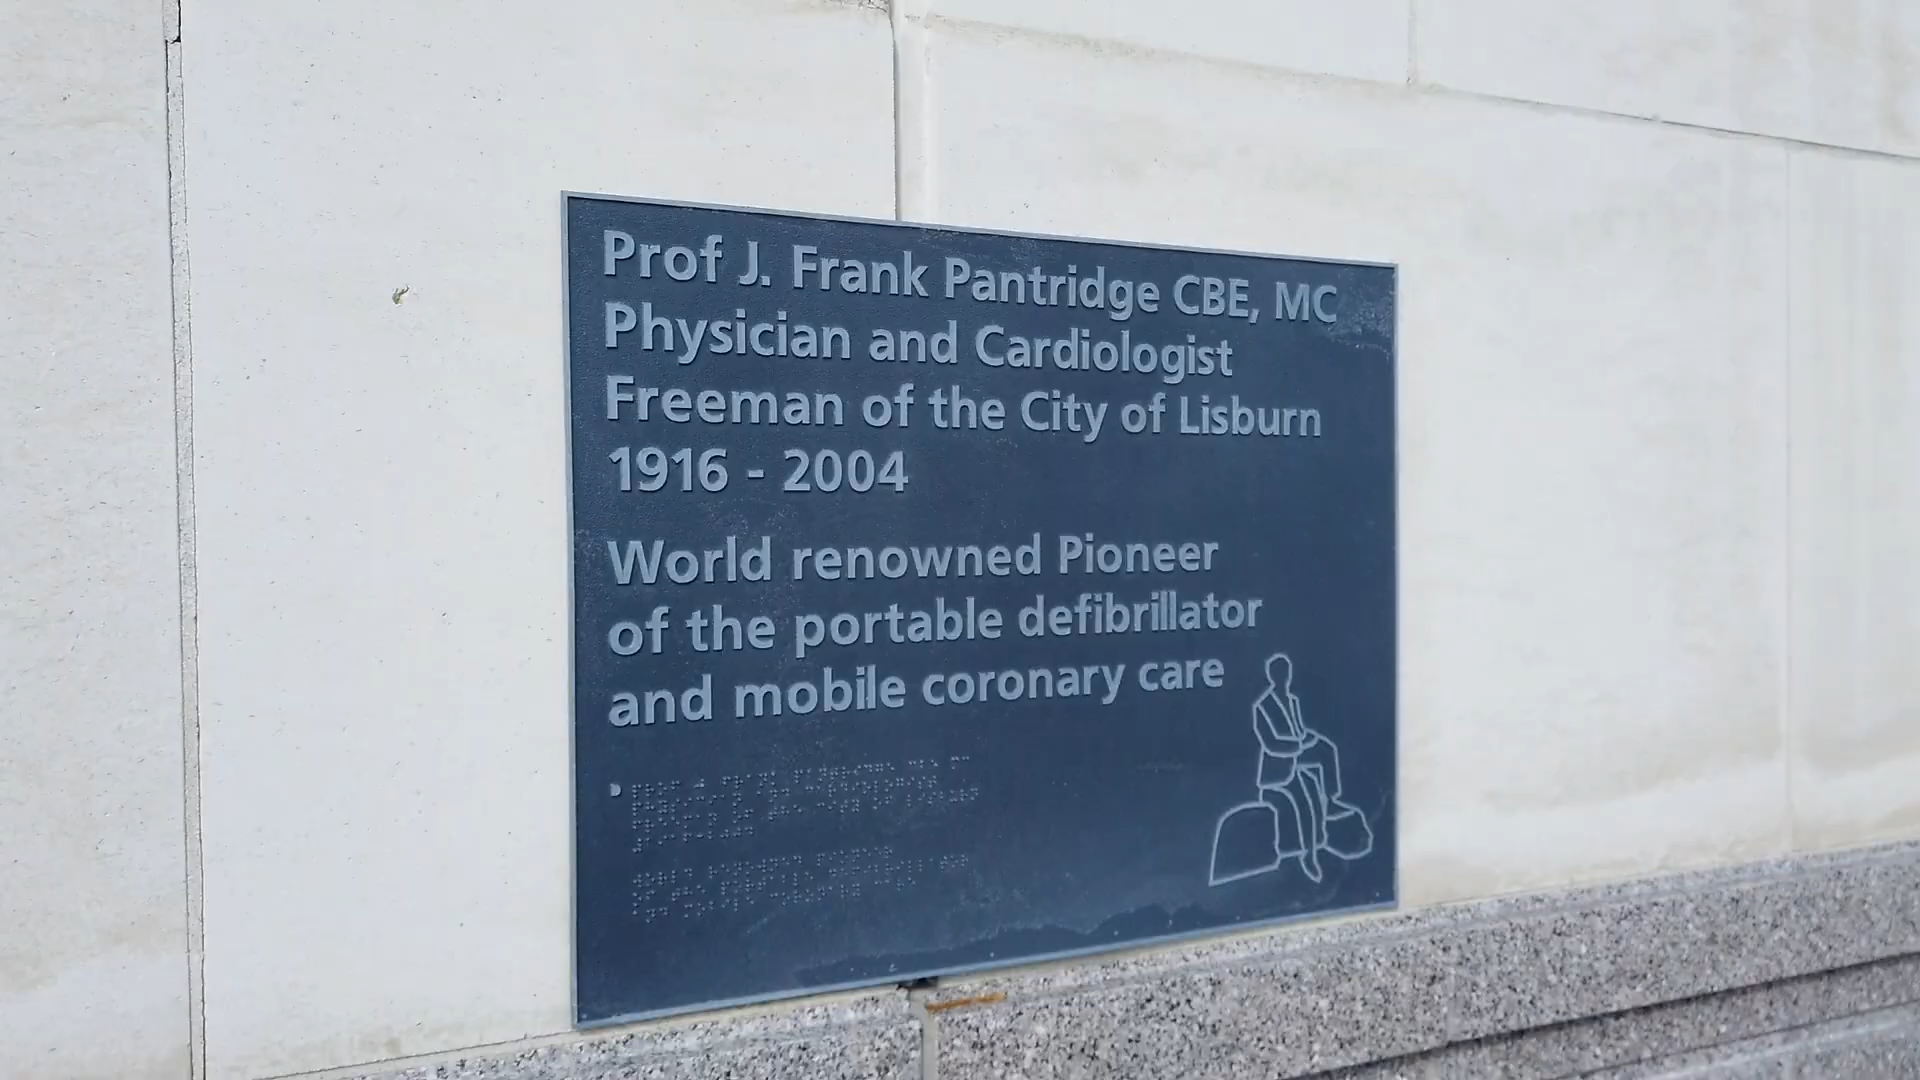 Prof J. Frank Pantridge CBE, MC
Physician and Cardiologist
Freeman of the City of Lisburn
1916 - 2004
World renowned Pioneer
of the portable defibrillator
and mobile coronary care